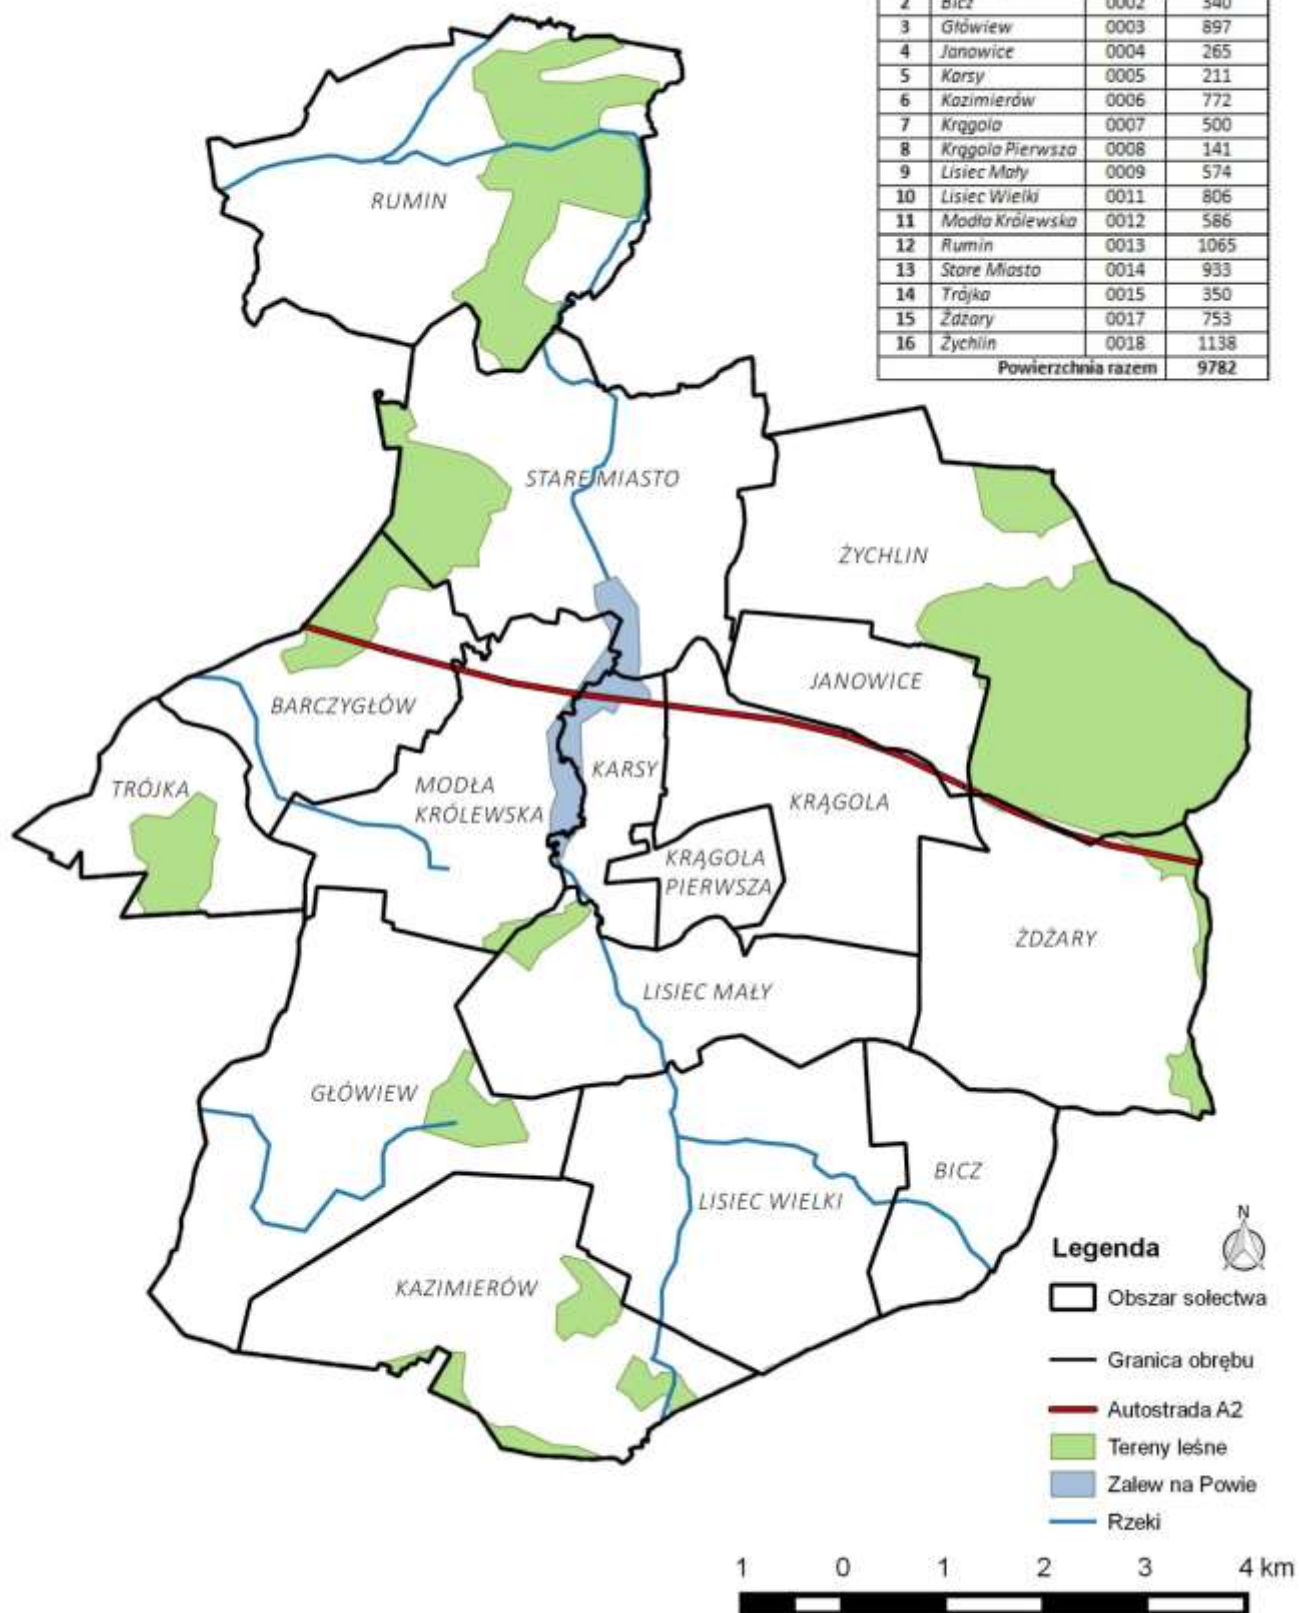 2 Bicz 0002 340
3 Główiew 0003 897
4 Janowice 0004 265
5 Karsy 0005 211
6 Kazimierów 0006 772
7 Krągola 0007 500
8 Krągola Pierwsza 0008 141
9 Lisiec Mały 0009 574
10 Lisiec Wielki 0011 806
11 Modła Królewska 0012 586
12 Rumin 0013 1065
13 Stare Miasto 0014 933
14 Trójka 0015 350
15 Żdżary 0017 753
16 Żychlin 0018 1138
Powierzchnia razem 9782
RUMIN
STARE MIASTO
ŻYCHLIN
JANOWICE
BARCZYGŁÓW
TRÓJKA
MODŁA
KRÓLEWSKA
KARSY
KRĄGOLA
KRĄGOLA
PIERWSZA
ŻDŻARY
LISIEC MAŁY
GŁÓWIEW
BICZ
LISIEC WIELKI
KAZIMIERÓW
N
Legenda
Obszar sołectwa
Granica obrębu
Autostrada A2
Tereny leśne
Zalew na Powie
Rzeki
1 0 1 2 3 4 km